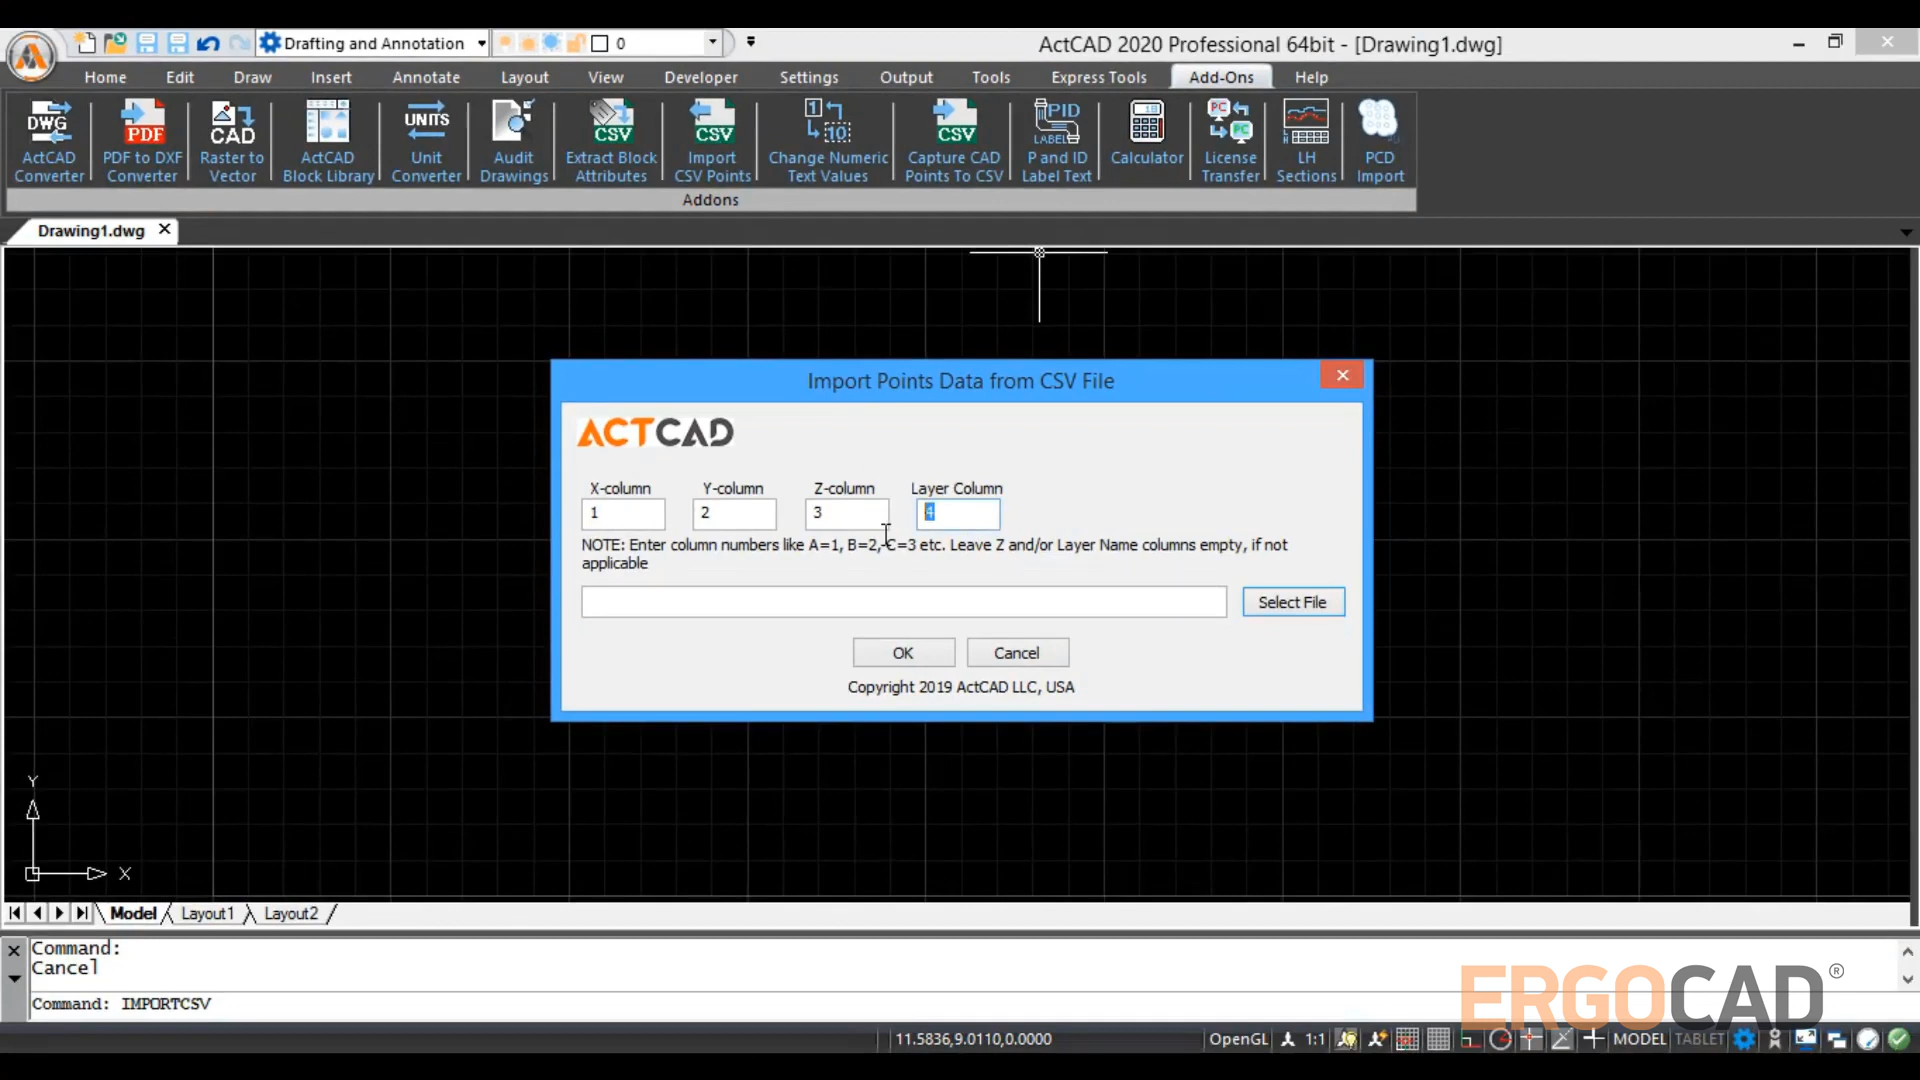 Drafting and Annotation
0
ActCAD 2020 Professional 64bit - [Drawing1.dwg]
Home Edit Draw Insert Annotate Layout View Developer Settings Output Tools Express Tools Add-Ons Help
DWG
PDF
CAD
UNITS
CSV
CSV
1
10
CSV
PID
LABEL
PC
PC
ActCAD
Converter
PDF to DXF
Converter
Raster to
Vector
ActCAD
Block Library
Unit
Converter
Audit
Drawings
Extract Block
Attributes
Import
CSV Points
Change Numeric
Text Values
Capture CAD
Points To CSV
P and ID
Label Text
Calculator
License
Transfer
LH
Sections
PCD
Import
Addons
Drawing1.dwg
Import Points Data from CSV File
ACTCAD
X-column Y-column Z-column Layer Column
1 2 3 4
NOTE: Enter column numbers like A=1, B=2, C=3 etc. Leave Z and/or Layer Name columns empty, if not
applicable
Select File
OK Cancel
Copyright 2019 ActCAD LLC, USA
Y
X
Model Layout1 Layout2
Command:
Cancel
Command: IMPORTCSV
ERGOCAD®
11.5836,9.0110,0.0000
OpenGL 1:1 MODEL TABLET